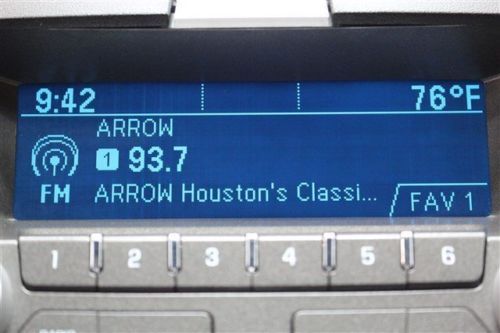 9:42 76°F
ARROW
1 93.7
FM ARROW Houston's Classi...
FAV 1
1 2 3 4 5 6